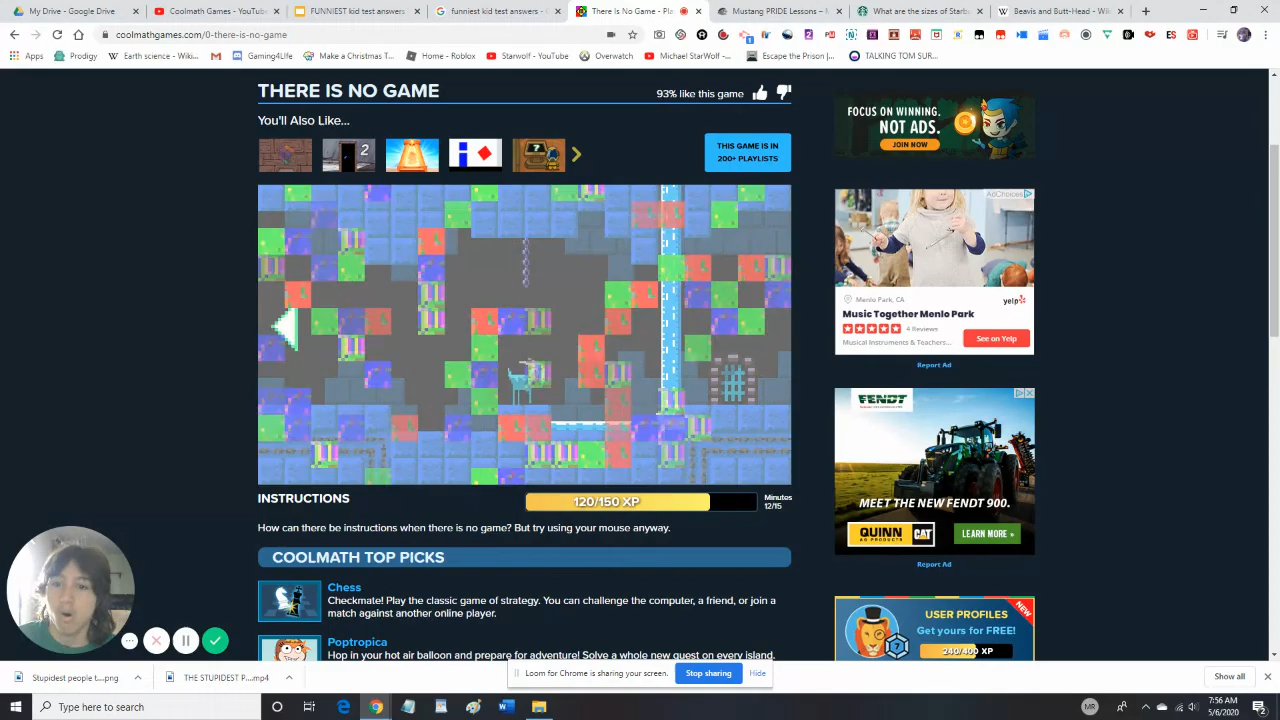 My Drive - Google Drive
FUNNIEST kid test answers
funniest kid test answers -
There is No Game - Pla
Mustang PRIDE Lessons -
What are the sizes of Starb
Beavis and Butt-Head - Wik
coolmathgames.com/0-there-is-no-game
Apps
Prodigy
Earth science - Wiki...
Gaming4life
Make a Christmas T...
Home - Roblox
Starwolf - YouTube
Overwatch
Michael StarWolf -...
Escape the Prison |...
TALKING TOM SUR...
THERE IS NO GAME
93% like this game
You'll Also Like...
THIS GAME IS IN
200+ PLAYLISTS
2
?
INSTRUCTIONS
120/150 XP
Minutes
12/15
How can there be instructions when there is no game? But try using your mouse anyway.
COOLMATH TOP PICKS
Chess
Checkmate! Play the classic game of strategy. You can challenge the computer, a friend, or join a
match against another online player.
Poptropica
Hop in your hot air balloon and prepare for adventure! Solve a whole new quest on every island.
FOCUS ON WINNING.
NOT ADS.
JOIN NOW
AdChoices
Menlo Park, CA
yelp
Music Together Menlo Park
4 Reviews
Musical Instruments & Teachers...
See on Yelp
Report Ad
FENDT
MEET THE NEW FENDT 900.
QUINN
AD PRODUCTS
CAT
LEARN MORE »
Report Ad
USER PROFILES
NEW
Get yours for FREE!
240/400 XP
Stupidest people t....png
THE STUPIDEST P....mp4
Loom for Chrome is sharing your screen.
Stop sharing
Hide
Show all
Type here to search
MR
7:56 AM
5/6/2020
2